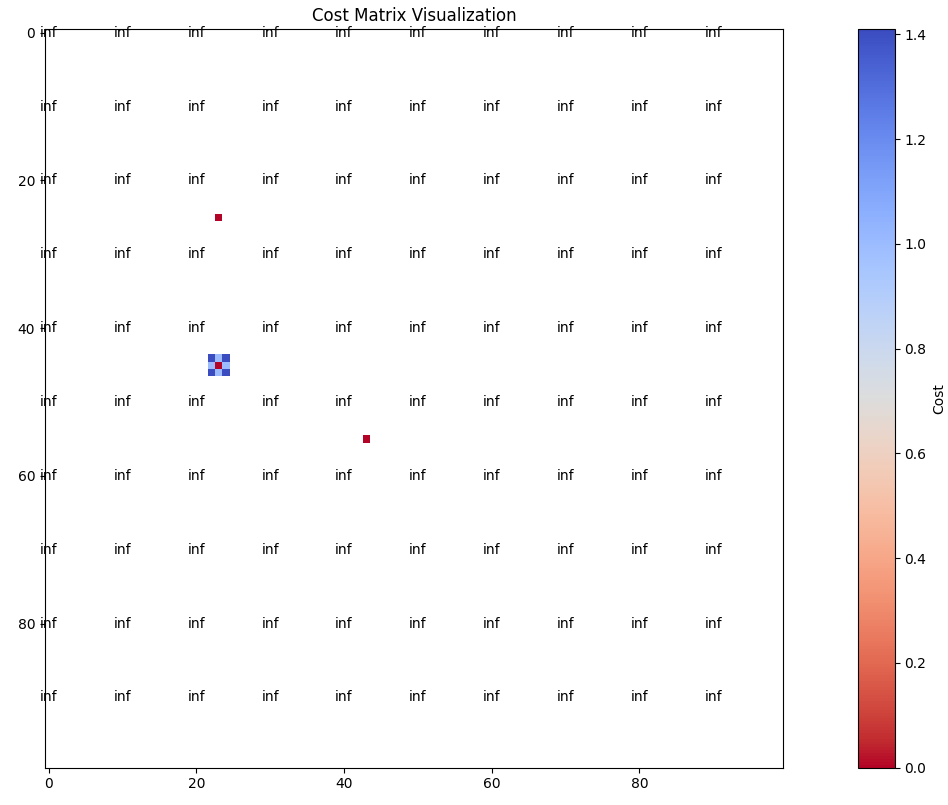 Cost Matrix Visualization
0 inf inf inf inf inf inf inf inf inf inf
inf inf inf inf inf inf inf inf inf inf
20 inf inf inf inf inf inf inf inf inf inf
inf inf inf inf inf inf inf inf inf inf
40 inf inf inf inf inf inf inf inf inf inf
inf inf inf inf inf inf inf inf inf inf
60 inf inf inf inf inf inf inf inf inf inf
inf inf inf inf inf inf inf inf inf inf
80 inf inf inf inf inf inf inf inf inf inf
inf inf inf inf inf inf inf inf inf inf
0 20 40 60 80
1.4
1.2
1.0
0.8
0.6
0.4
0.2
0.0
Cost